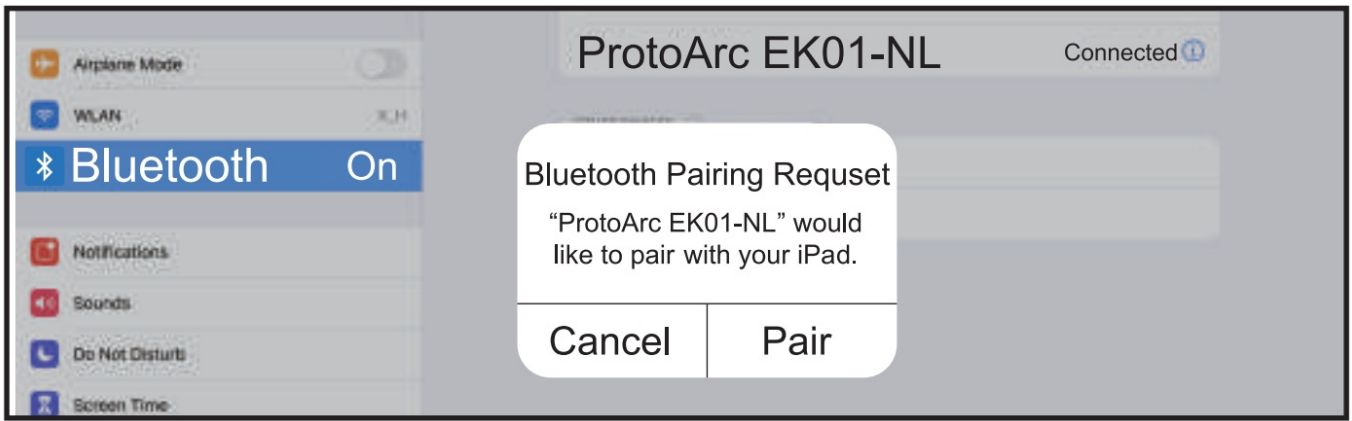 Airplane Mode
WLAN
Bluetooth On
Notifications
Sounds
Do Not Disturb
Screen Time
ProtoArc EK01-NL Connected
Bluetooth Pairing Requset
“ProtoArc EK01-NL” would
like to pair with your iPad.
Cancel Pair